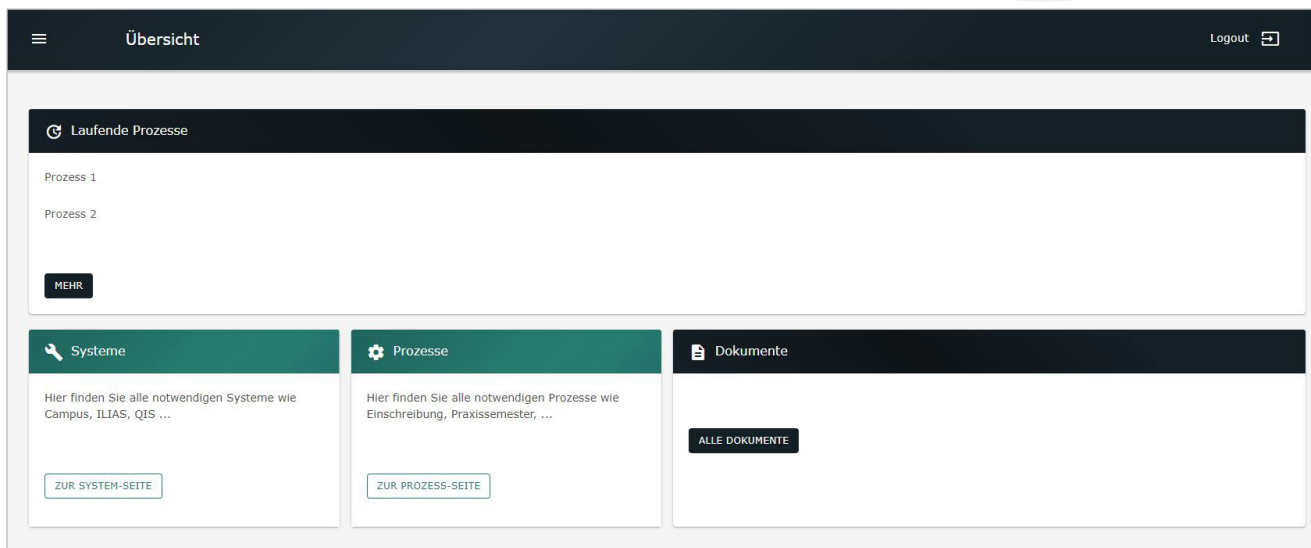 Übersicht
Logout
Laufende Prozesse
Prozess 1
Prozess 2
MEHR
Systeme
Hier finden Sie alle notwendigen Systeme wie
Campus, ILIAS, QIS ...
ZUR SYSTEM-SEITE
Prozesse
Hier finden Sie alle notwendigen Prozesse wie
Einschreibung, Praxissemester, ...
ZUR PROZESS-SEITE
Dokumente
ALLE DOKUMENTE